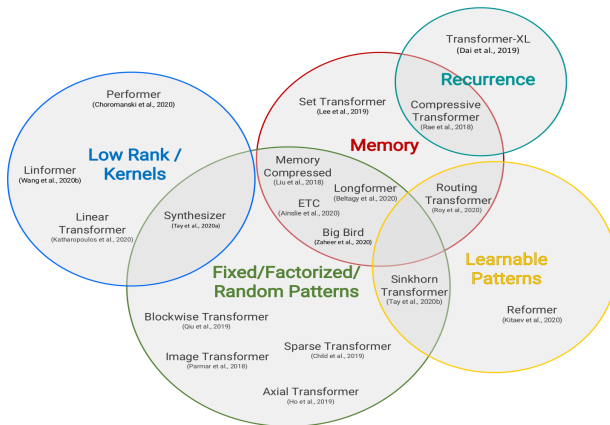 Transformer-XL
(Dai et al., 2019)
Recurrence
Performer
(Choromanski et al., 2020)
Set Transformer
(Lee et al., 2019)
Compressive
Transformer
(Rae et al., 2018)
Memory
Low Rank /
Kernels
Memory
Compressed
(Liu et al., 2018)
Linformer
(Wang et al., 2020b)
Longformer
(Beltagy et al., 2020)
Routing
Transformer
(Roy et al., 2020)
ETC
(Ainslie et al., 2020)
Linear
Transformer
(Katharopoulos et al., 2020)
Synthesizer
(Tay et al., 2020a)
Big Bird
(Zaheer et al., 2020)
Learnable
Patterns
Fixed/Factorized/
Random Patterns
Sinkhorn
Transformer
(Tay et al., 2020b)
Reformer
(Kitaev et al., 2020)
Blockwise Transformer
(Qiu et al., 2019)
Sparse Transformer
(Child et al., 2019)
Image Transformer
(Parmar et al., 2018)
Axial Transformer
(Ho et al., 2019)